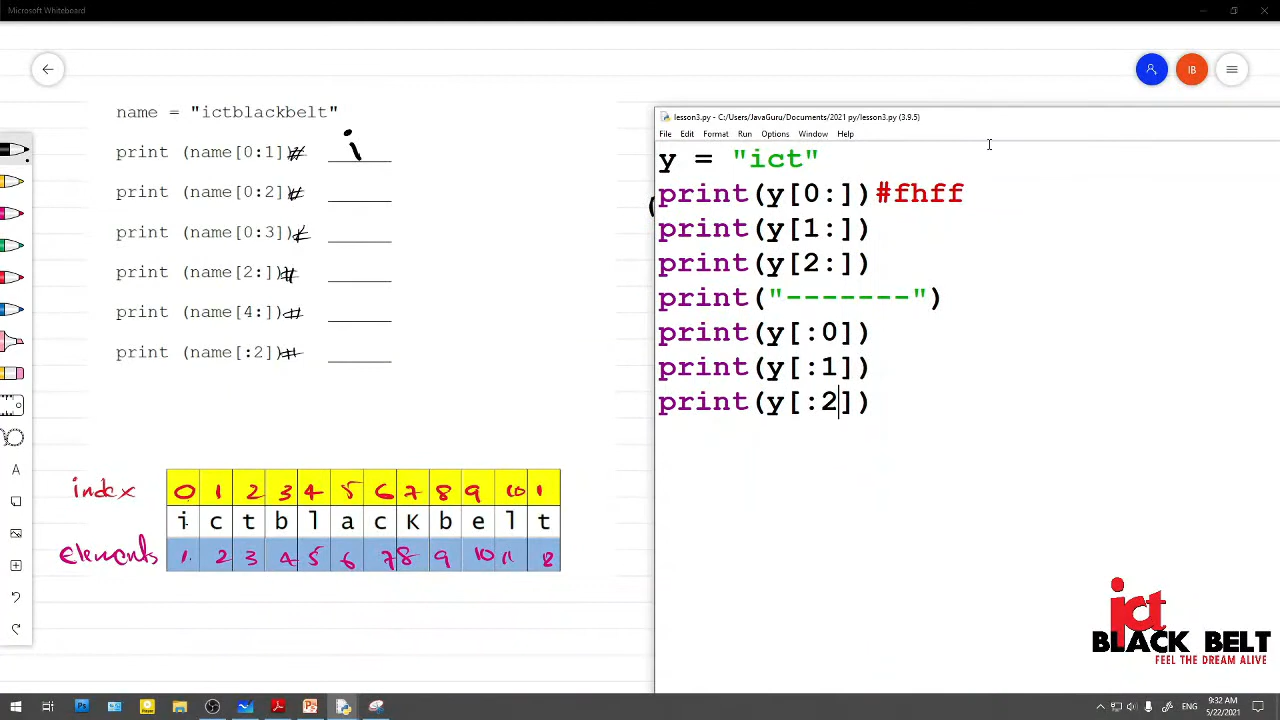 Microsoft Whiteboard
IB
name = "ictblackbelt"
print (name[0:1])# i
print (name[0:2])#
print (name[0:3])#
print (name[2:])#
print (name[4:])#
print (name[:2])#
index 0 1 2 3 4 5 6 7 8 9 10 1
i c t b l a c k b e l t
elements 1 2 3 4 5 6 7 8 9 10 11 12
A
lesson3.py - C:/Users/JavaGuru/Documents/2021 py/lesson3.py (3.9.5)
File Edit Format Run Options Window Help
y = "ict"
print(y[0:])#fhff
print(y[1:])
print(y[2:])
print("-------")
print(y[:0])
print(y[:1])
print(y[:2])
ict
BLACK BELT
FEEL THE DREAM ALIVE
9:32 AM
5/22/2021